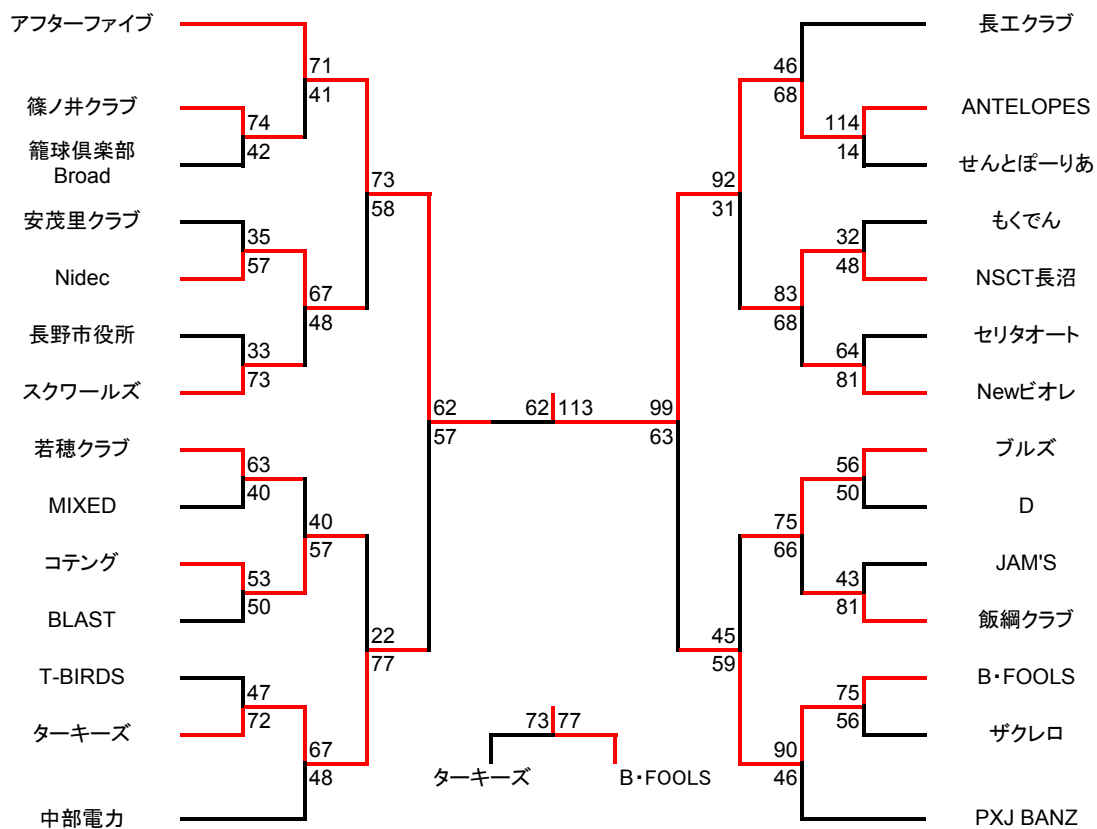 アフターファイブ
71
41
篠ノ井クラブ
74
42
籠球倶楽部
Broad
73
58
安茂里クラブ
35
57
Nidec
67
48
長野市役所
33
73
スクワールズ
62
57
若穂クラブ
63
40
MIXED
40
57
コテング
53
50
BLAST
22
77
T-BIRDS
47
72
ターキーズ
67
48
中部電力
62 113
73 77
ターキーズ
B・FOOLS
長工クラブ
46
68
ANTELOPES
114
14
せんとぽーりあ
92
31
もくでん
32
48
NSCT長沼
83
68
セリタオート
64
81
Newビオレ
99
63
ブルズ
56
50
D
75
66
JAM'S
43
81
飯綱クラブ
45
59
B・FOOLS
75
56
ザクレロ
90
46
PXJ BANZ